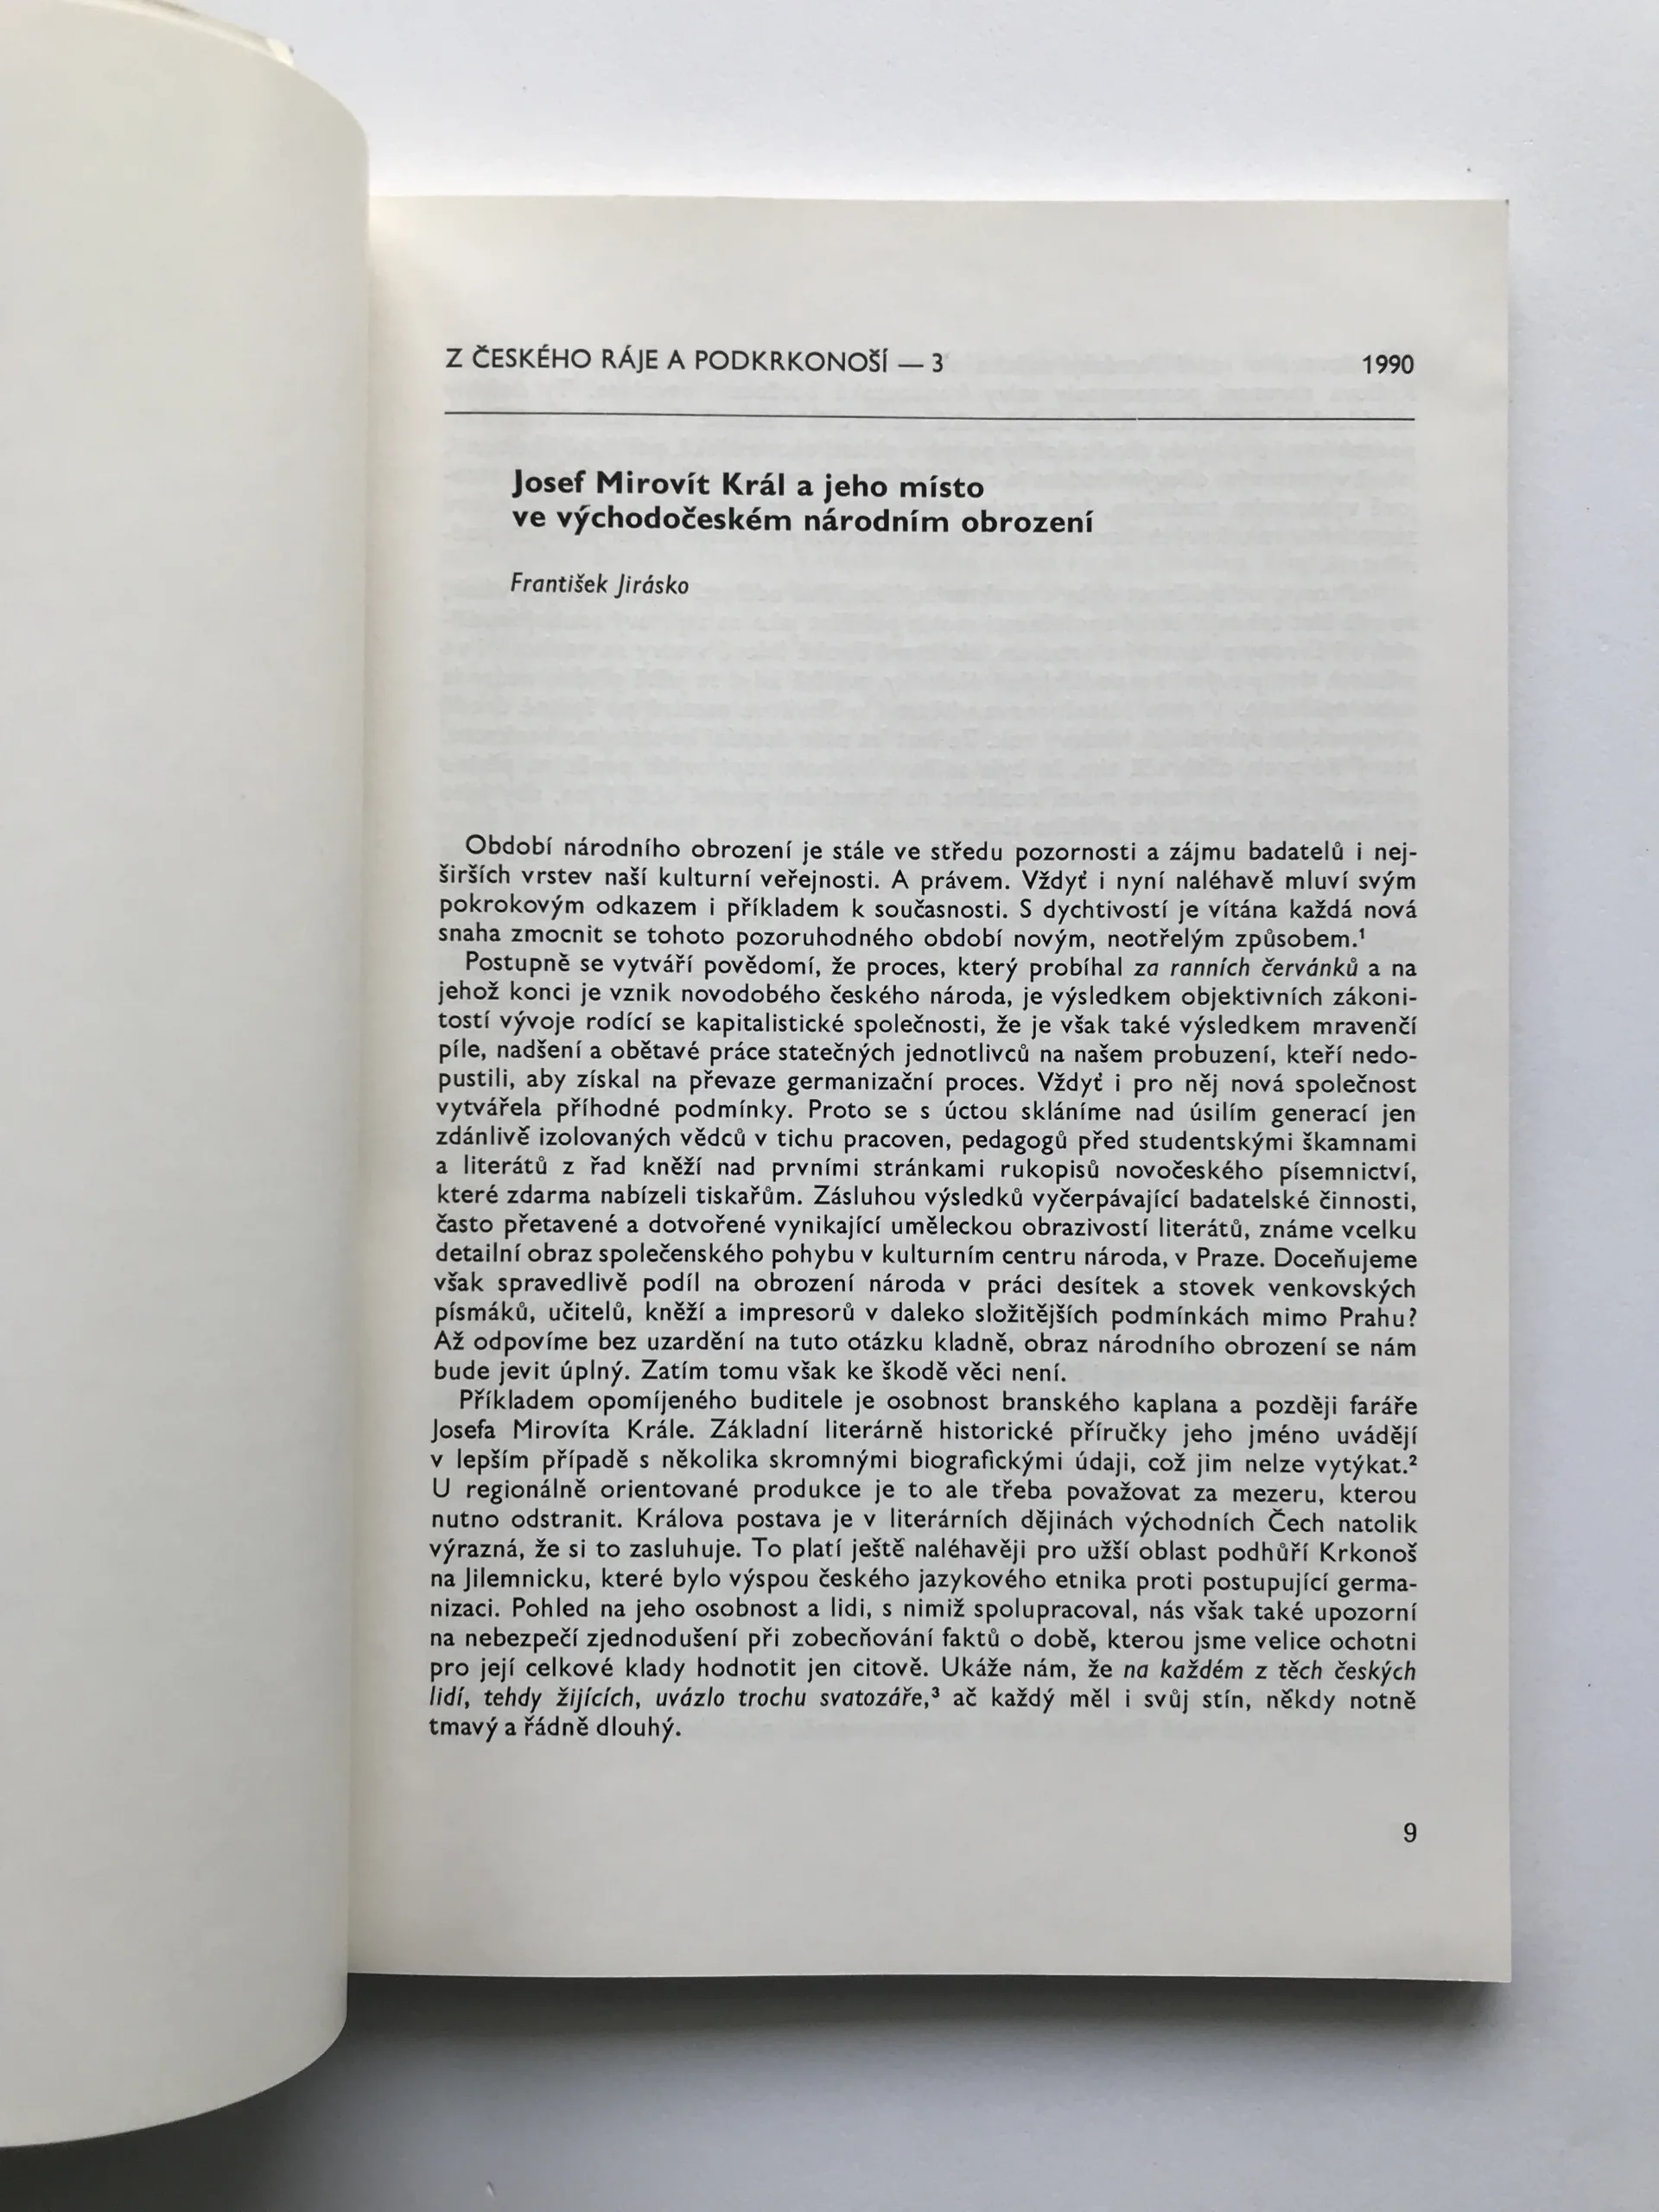 Z ČESKÉHO RÁJE A PODKRKONOŠÍ — 3 1990
Josef Mirovít Král a jeho místo
ve východočeském národním obrození
František Jirásko
Období národního obrození je stále ve středu pozornosti a zájmu badatelů i nej-
širších vrstev naší kulturní veřejnosti. A právem. Vždyť i nyní naléhavě mluví svým
pokrokovým odkazem i příkladem k současnosti. S dychtivostí je vítána každá nová
snaha zmocnit se tohoto pozoruhodného období novým, neotřelým způsobem.¹
Postupně se vytváří povědomí, že proces, který probíhal za ranních červánků a na
jehož konci je vznik novodobého českého národa, je výsledkem objektivních zákoni-
tostí vývoje rodící se kapitalistické společnosti, že je však také výsledkem mravenčí
píle, nadšení a obětavé práce statečných jednotlivců na našem probuzení, kteří nedo-
pustili, aby získal na převaze germanizační proces. Vždyť i pro něj nová společnost
vytvářela příhodné podmínky. Proto se s úctou skláníme nad úsilím generací jen
zdánlivě izolovaných vědců v tichu pracoven, pedagogů před studentskými škamnami
a literátů z řad kněží nad prvními stránkami rukopisů novočeského písemnictví,
které zdarma nabízeli tiskařům. Zásluhou výsledků vyčerpávající badatelské činnosti,
často přetavené a dotvořené vynikající uměleckou obrazivostí literátů, známe vcelku
detailní obraz společenského pohybu v kulturním centru národa, v Praze. Doceňujeme
však spravedlivě podíl na obrození národa v práci desítek a stovek venkovských
písmáků, učitelů, kněží a impresorů v daleko složitějších podmínkách mimo Prahu?
Až odpovíme bez uzardění na tuto otázku kladně, obraz národního obrození se nám
bude jevit úplný. Zatím tomu však ke škodě věci není.
Příkladem opomíjeného buditele je osobnost branského kaplana a později faráře
Josefa Mirovíta Krále. Základní literárně historické příručky jeho jméno uvádějí
v lepším případě s několika skromnými biografickými údaji, což jim nelze vytýkat.²
U regionálně orientované produkce je to ale třeba považovat za mezeru, kterou
nutno odstranit. Králova postava je v literárních dějinách východních Čech natolik
výrazná, že si to zasluhuje. To platí ještě naléhavěji pro užší oblast podhůří Krkonoš
na Jilemnicku, které bylo výspou českého jazykového etnika proti postupující germa-
nizaci. Pohled na jeho osobnost a lidi, s nimiž spolupracoval, nás však také upozorní
na nebezpečí zjednodušení při zobecňování faktů o době, kterou jsme velice ochotni
pro její celkové klady hodnotit jen citově. Ukáže nám, že na každém z těch českých
lidí, tehdy žijících, uvázlo trochu svatozáře,³ ač každý měl i svůj stín, někdy notně
tmavý a řádně dlouhý.
9